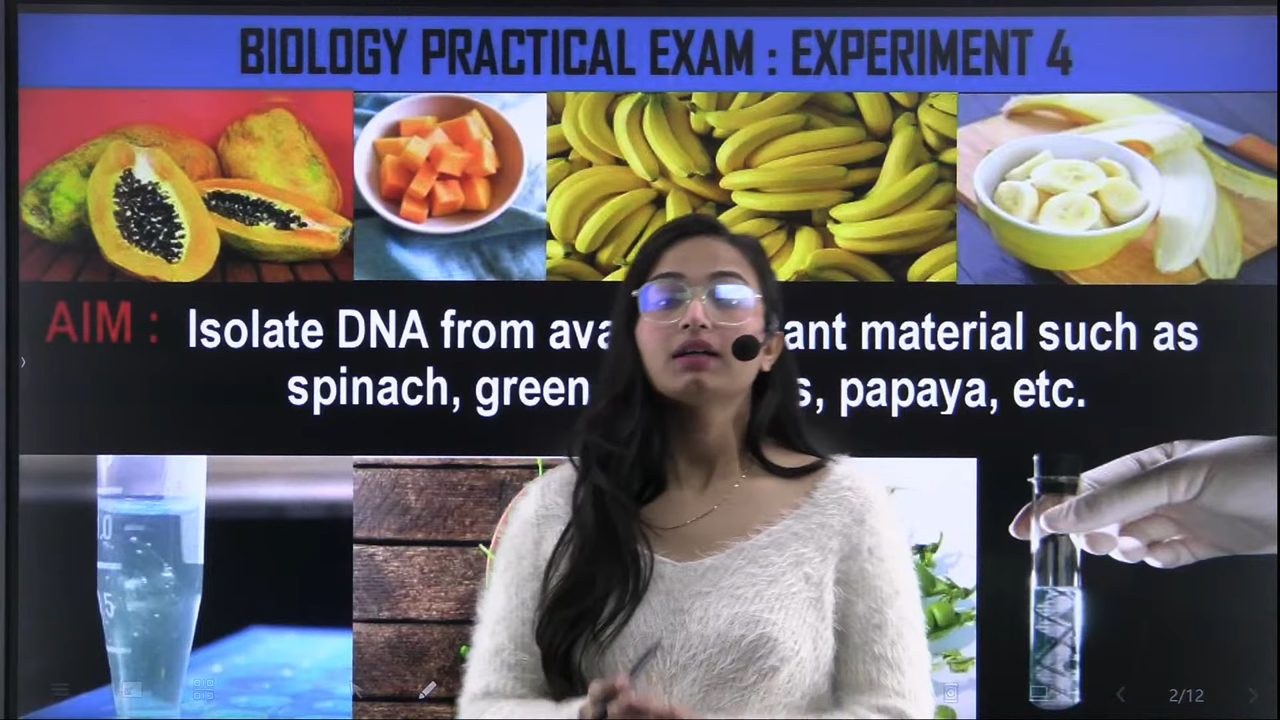 BIOLOGY PRACTICAL EXAM : EXPERIMENT 4
AIM : Isolate DNA from ava ant material such as
spinach, green s, papaya, etc.
2/12